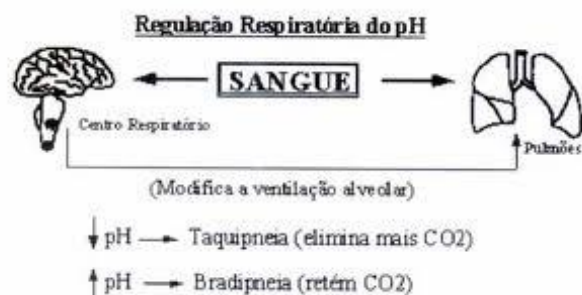 Regulação Respiratória do pH
SANGUE
Centro Respiratório
Pulmões
(Modifica a ventilação alveolar)
↓ pH → Taquipneia (elimina mais CO2)
↑ pH → Bradipneia (retém CO2)